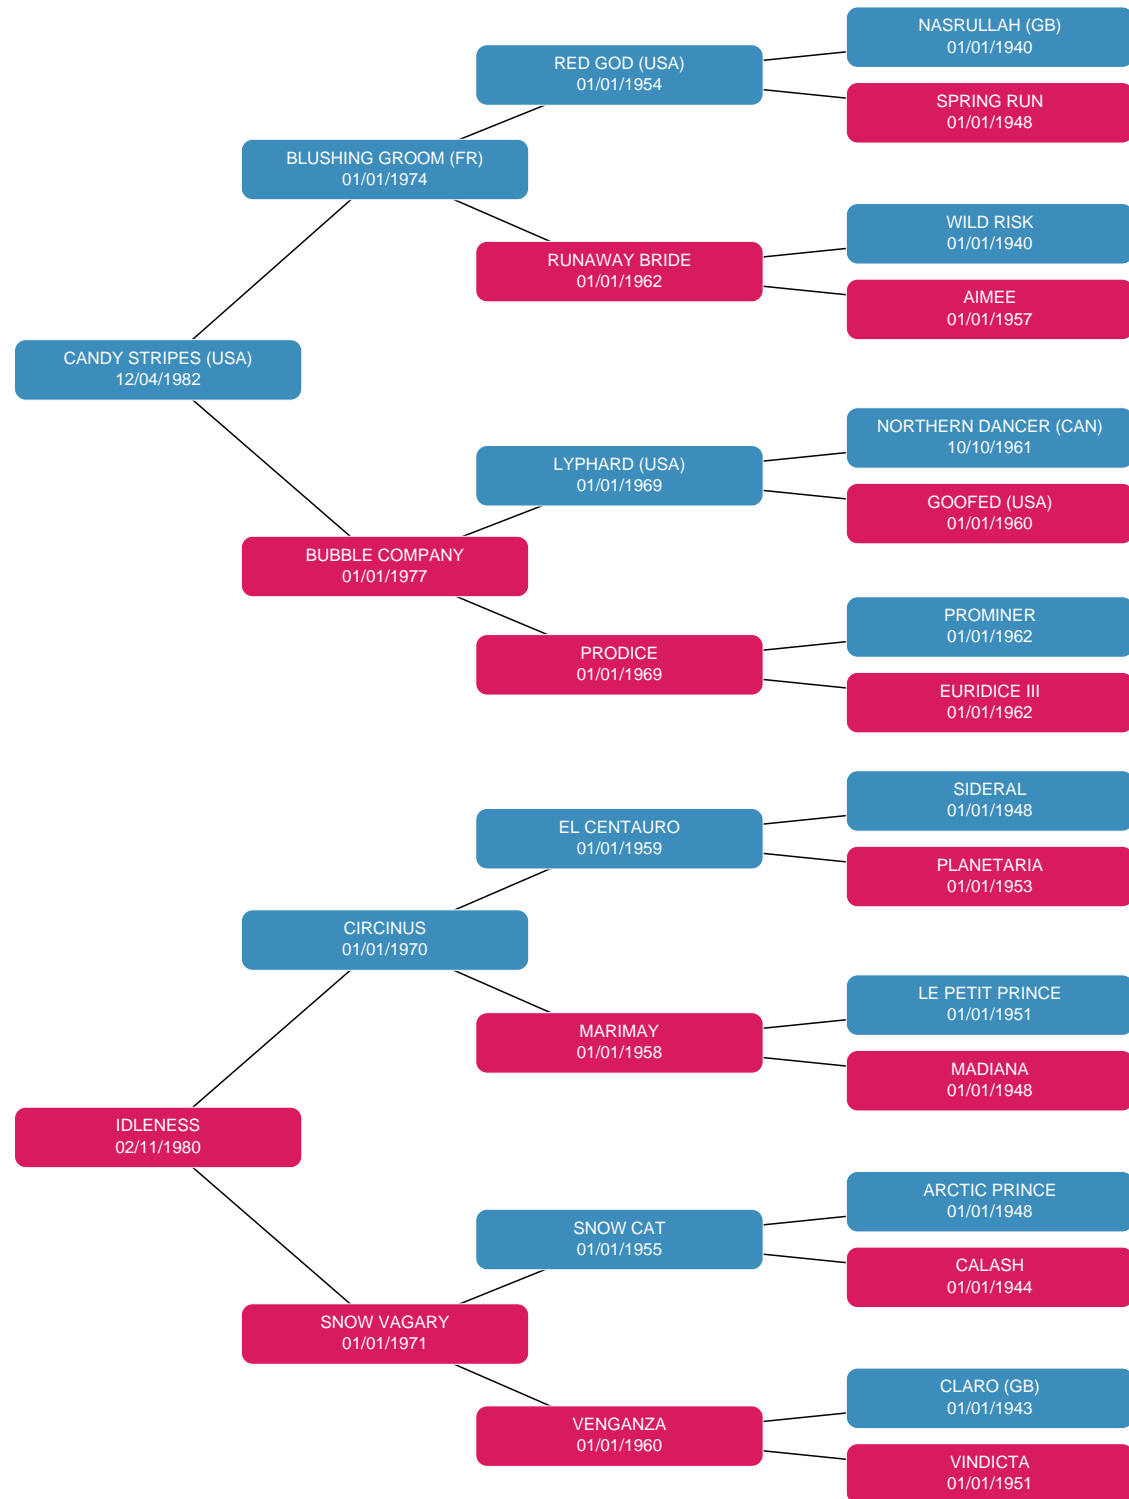 NASRULLAH (GB)
01/01/1940
RED GOD (USA)
01/01/1954
SPRING RUN
01/01/1948
BLUSHING GROOM (FR)
01/01/1974
WILD RISK
01/01/1940
RUNAWAY BRIDE
01/01/1962
AIMEE
01/01/1957
CANDY STRIPES (USA)
12/04/1982
NORTHERN DANCER (CAN)
10/10/1961
LYPHARD (USA)
01/01/1969
GOOFED (USA)
01/01/1960
BUBBLE COMPANY
01/01/1977
PROMINER
01/01/1962
PRODICE
01/01/1969
EURIDICE III
01/01/1962
SIDERAL
01/01/1948
EL CENTAURO
01/01/1959
PLANETARIA
01/01/1953
CIRCINUS
01/01/1970
LE PETIT PRINCE
01/01/1951
MARIMAY
01/01/1958
MADIANA
01/01/1948
IDLENESS
02/11/1980
ARCTIC PRINCE
01/01/1948
SNOW CAT
01/01/1955
CALASH
01/01/1944
SNOW VAGARY
01/01/1971
CLARO (GB)
01/01/1943
VENGANZA
01/01/1960
VINDICTA
01/01/1951